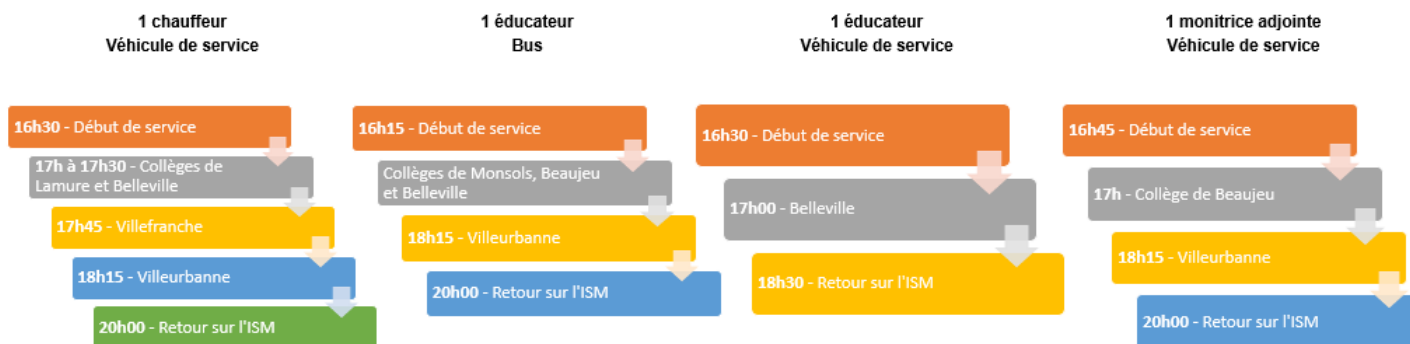 1 chauffeur
Véhicule de service
16h30 - Début de service
17h à 17h30 - Collèges de
Lamure et Belleville
17h45 - Villefranche
18h15 - Villeurbanne
20h00 - Retour sur l'ISM
1 éducateur
Bus
16h15 - Début de service
Collèges de Monsols, Beaujeu
et Belleville
18h15 - Villeurbanne
20h00 - Retour sur l'ISM
1 éducateur
Véhicule de service
16h30 - Début de service
17h00 - Belleville
18h30 - Retour sur l'ISM
1 monitrice adjointe
Véhicule de service
16h45 - Début de service
17h - Collège de Beaujeu
18h15 - Villeurbanne
20h00 - Retour sur l'ISM